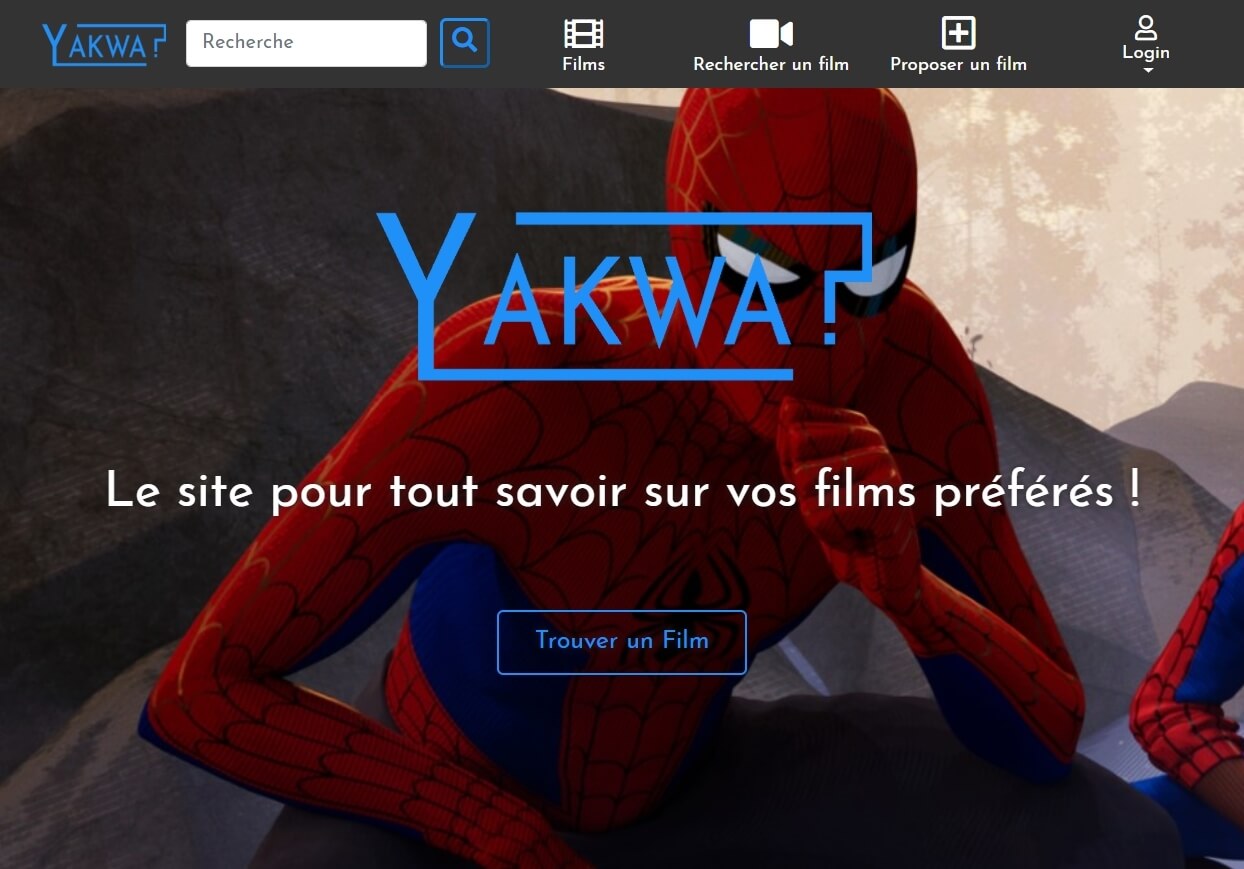 YAKWA?
Recherche
Films
Rechercher un film
Proposer un film
Login
YAKWA?
Le site pour tout savoir sur vos films préférés !
Trouver un Film